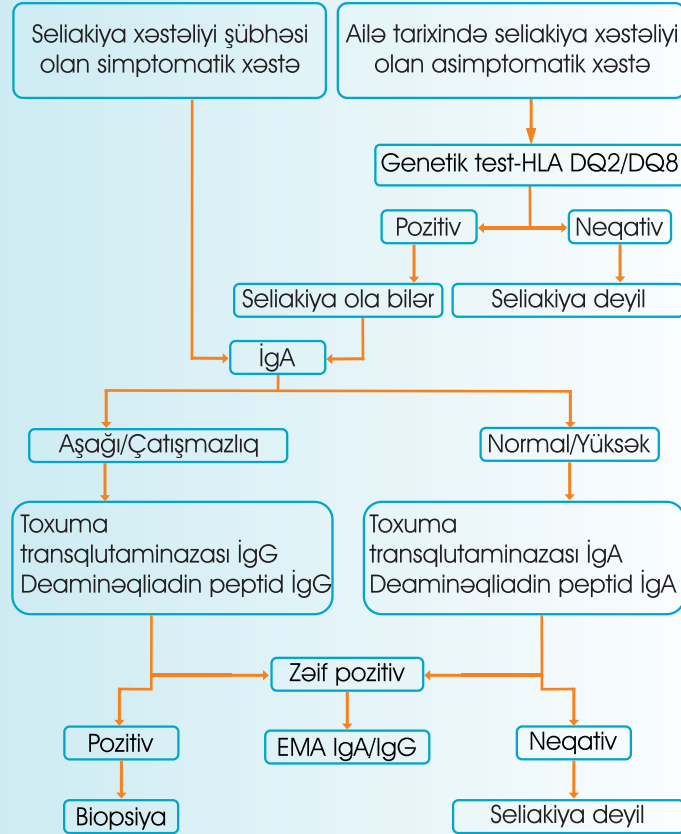 Seliakiya xəstəliyi şübhəsi
olan simptomatik xəstə
Ailə tarixində seliakiya xəstəliyi
olan asimptomatik xəstə
Genetik test-HLA DQ2/DQ8
Pozitiv
Neqativ
Seliakiya ola bilər
Seliakiya deyil
İgA
Aşağı/Çatışmazlıq
Normal/Yüksək
Toxuma
transqlutaminazası İgG
Deaminəqliadin peptid İgG
Toxuma
transqlutaminazası İgA
Deaminəqliadin peptid İgA
Zəif pozitiv
Pozitiv
EMA IgA/IgG
Neqativ
Biopsiya
Seliakiya deyil